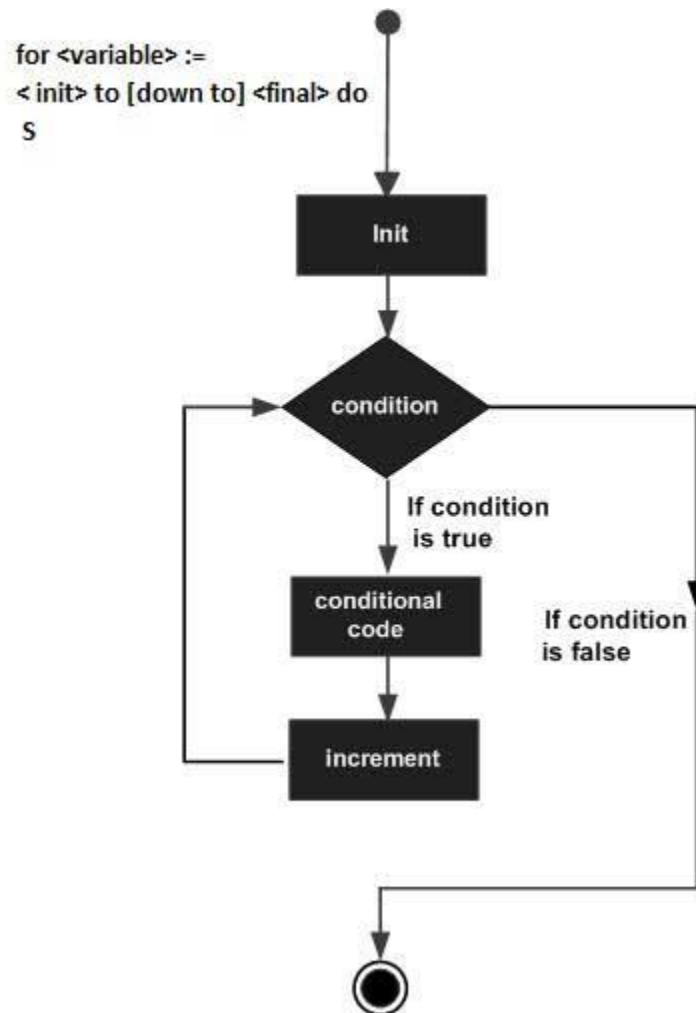 for <variable> :=
< init> to [down to] <final> do
S
Init
condition
If condition
is true
conditional
code
If condition
is false
increment